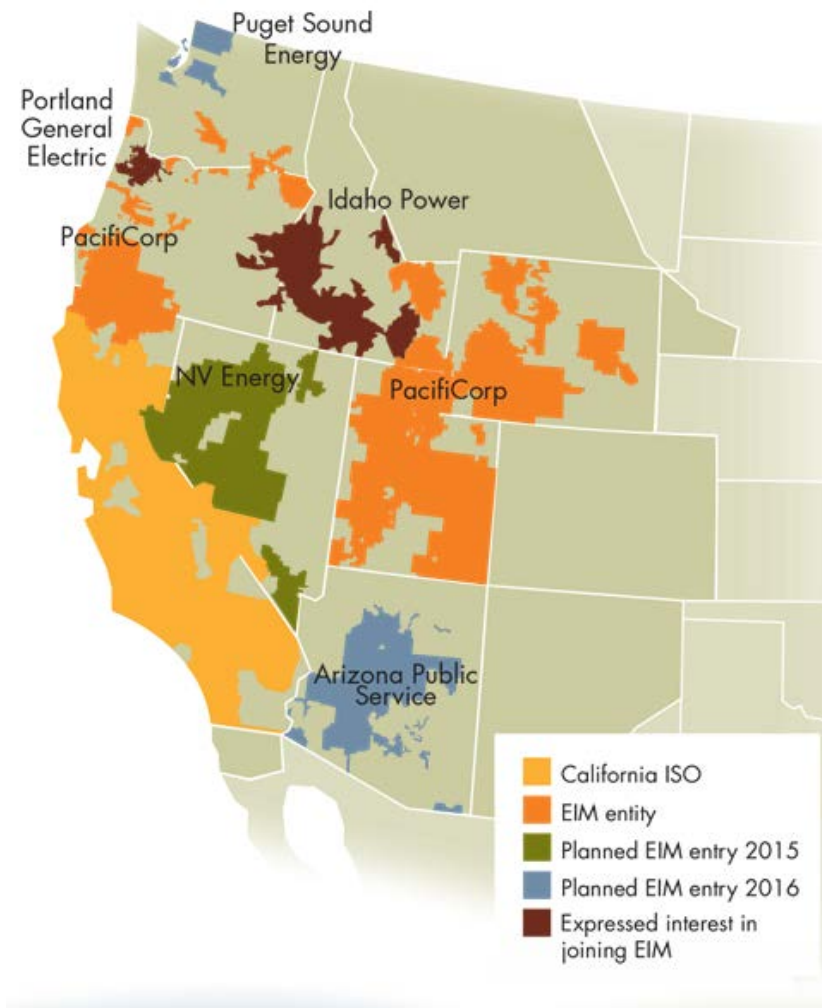 Puget Sound
Energy
Portland
General
Electric
Idaho Power
PacifiCorp
NV Energy
PacifiCorp
Arizona Public
Service
California ISO
EIM entity
Planned EIM entry 2015
Planned EIM entry 2016
Expressed interest in
joining EIM